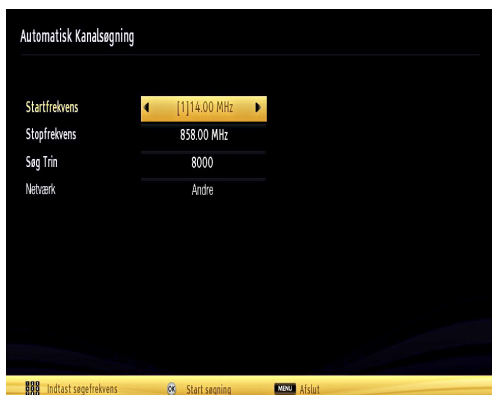 Automatisk Kanalsøgning
Startfrekvens [1]14.00 MHz
Stopfrekvens 858.00 MHz
Søg Trin 8000
Netværk Andre
Indtast søgefrekvens OK Start søgning MENU Afslut